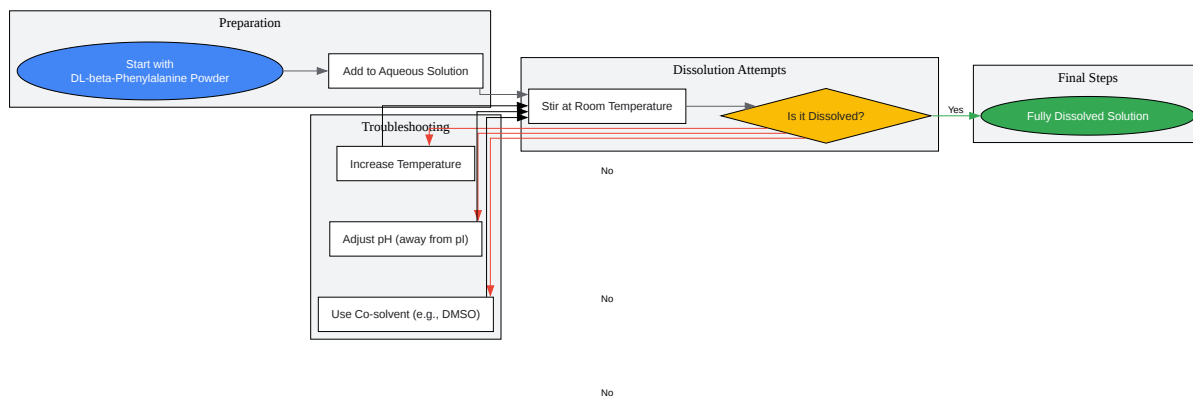 Preparation
Start with
DL-beta-Phenylalanine Powder
Add to Aqueous Solution
Dissolution Attempts
Stir at Room Temperature
Is it Dissolved?
Yes
Final Steps
Fully Dissolved Solution
Troubleshooting
Increase Temperature
No
Adjust pH (away from pI)
No
Use Co-solvent (e.g., DMSO)
No